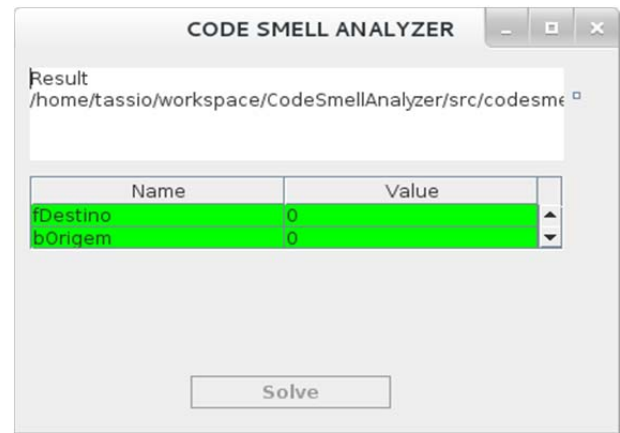 CODE SMELL ANALYZER
Result
/home/tassio/workspace/CodeSmellAnalyzer/src/codesme
Name Value
fDestino 0
bOrigem 0
Solve